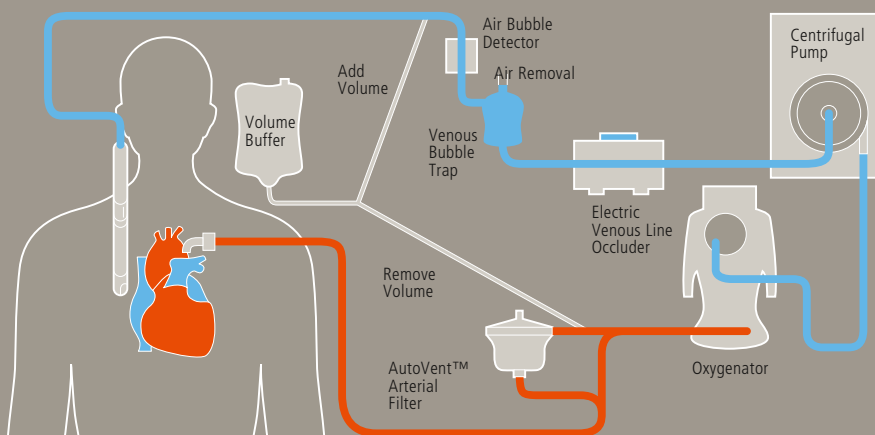 Air Bubble
Detector
Centrifugal
Pump
Add
Volume
Air Removal
Volume
Buffer
Venous
Bubble
Trap
Electric
Venous Line
Occluder
Remove
Volume
AutoVent™
Arterial
Filter
Oxygenator